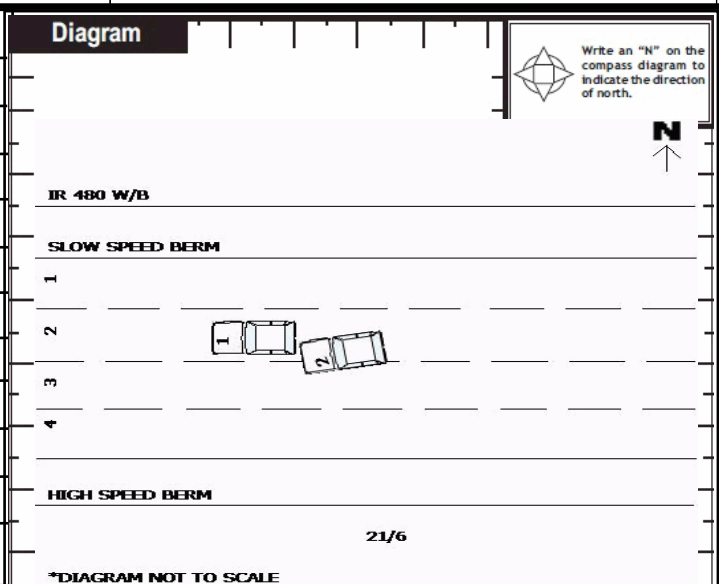 Diagram
Write an “N” on the
compass diagram to
indicate the direction
of north.
N
IR 480 W/B
SLOW SPEED BERM
1
2
1
2
3
4
HIGH SPEED BERM
21/6
*DIAGRAM NOT TO SCALE